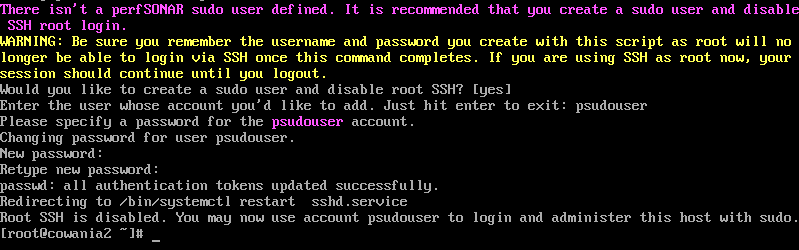 There isn't a perfSONAR sudo user defined. It is recommended that you create a sudo user and disable
SSH root login.
WARNING: Be sure you remember the username and password you create with this script as root will no
longer be able to login via SSH once this command completes. If you are using SSH as root now, your
session should continue until you logout.
Would you like to create a sudo user and disable root SSH? [yes]
Enter the user whose account you'd like to add. Just hit enter to exit: psudouser
Please specify a password for the psudouser account.
Changing password for user psudouser.
New password:
Retype new password:
passwd: all authentication tokens updated successfully.
Redirecting to /bin/systemctl restart  sshd.service
Root SSH is disabled. You may now use account psudouser to login and administer this host with sudo.
[root@cowania2 ~]# _